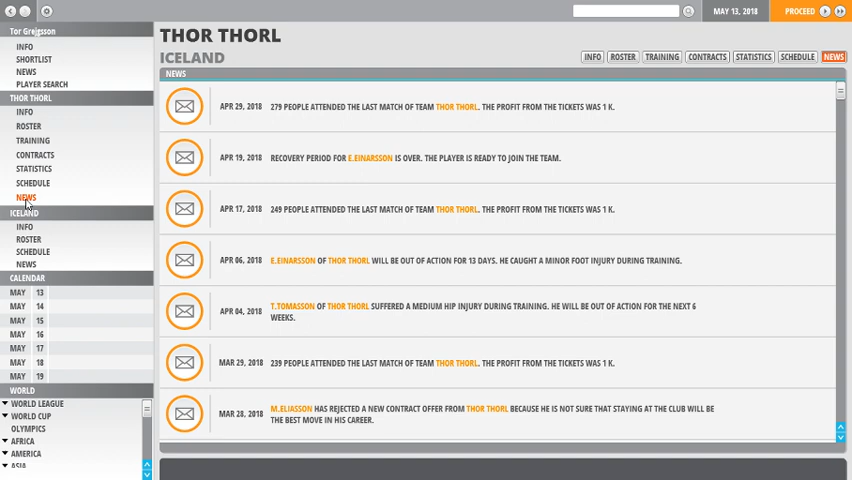 MAY 13, 2018
PROCEED
Tor Grejgsson
INFO
SHORTLIST
NEWS
PLAYER SEARCH
THOR THORL
INFO
ROSTER
TRAINING
CONTRACTS
STATISTICS
SCHEDULE
NEWS
ICELAND
INFO
ROSTER
SCHEDULE
NEWS
CALENDAR
MAY 13
MAY 14
MAY 15
MAY 16
MAY 17
MAY 18
MAY 19
WORLD
WORLD LEAGUE
WORLD CUP
OLYMPICS
AFRICA
AMERICA
ASIA
THOR THORL
ICELAND
INFO ROSTER TRAINING CONTRACTS STATISTICS SCHEDULE NEWS
NEWS
APR 29, 2018 279 PEOPLE ATTENDED THE LAST MATCH OF TEAM THOR THORL. THE PROFIT FROM THE TICKETS WAS 1 K.
APR 19, 2018 RECOVERY PERIOD FOR E.EINARSSON IS OVER. THE PLAYER IS READY TO JOIN THE TEAM.
APR 17, 2018 249 PEOPLE ATTENDED THE LAST MATCH OF TEAM THOR THORL. THE PROFIT FROM THE TICKETS WAS 1 K.
APR 06, 2018 E.EINARSSON OF THOR THORL WILL BE OUT OF ACTION FOR 13 DAYS. HE CAUGHT A MINOR FOOT INJURY DURING TRAINING.
APR 04, 2018 T.TOMASSON OF THOR THORL SUFFERED A MEDIUM HIP INJURY DURING TRAINING. HE WILL BE OUT OF ACTION FOR THE NEXT 6
WEEKS.
MAR 29, 2018 239 PEOPLE ATTENDED THE LAST MATCH OF TEAM THOR THORL. THE PROFIT FROM THE TICKETS WAS 1 K.
MAR 28, 2018 M.ELIASSON HAS REJECTED A NEW CONTRACT OFFER FROM THOR THORL BECAUSE HE IS NOT SURE THAT STAYING AT THE CLUB WILL BE
THE BEST MOVE IN HIS CAREER.